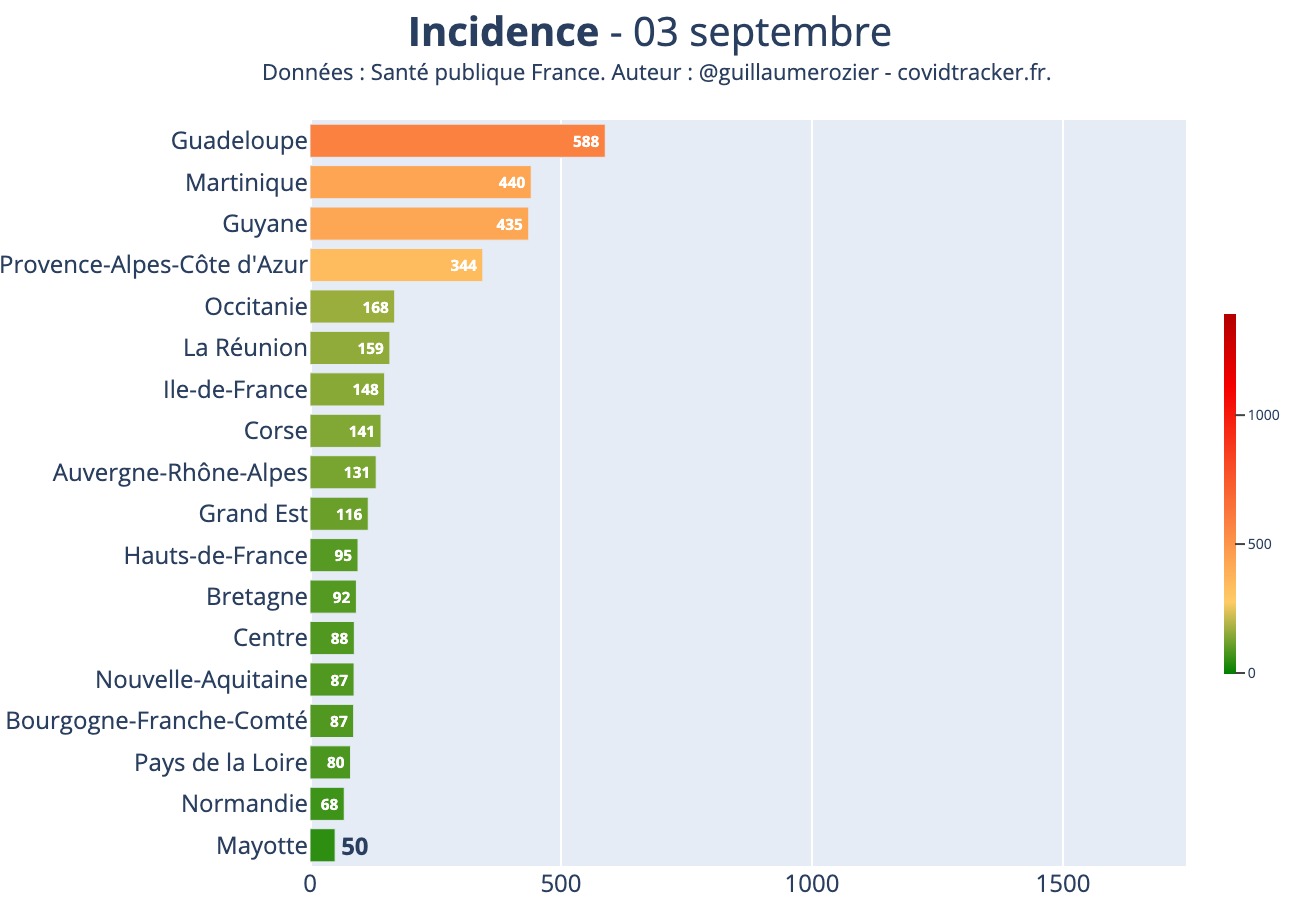 Incidence - 03 septembre
Données : Santé publique France. Auteur : @guillaumerozier - covidtracker.fr.
Guadeloupe 588
Martinique 440
Guyane 435
Provence-Alpes-Côte d'Azur 344
Occitanie 168
La Réunion 159
Ile-de-France 148
Corse 141
Auvergne-Rhône-Alpes 131
Grand Est 116
Hauts-de-France 95
Bretagne 92
Centre 88
Nouvelle-Aquitaine 87
Bourgogne-Franche-Comté 87
Pays de la Loire 80
Normandie 68
Mayotte 50
0 500 1000 1500
1000
500
0